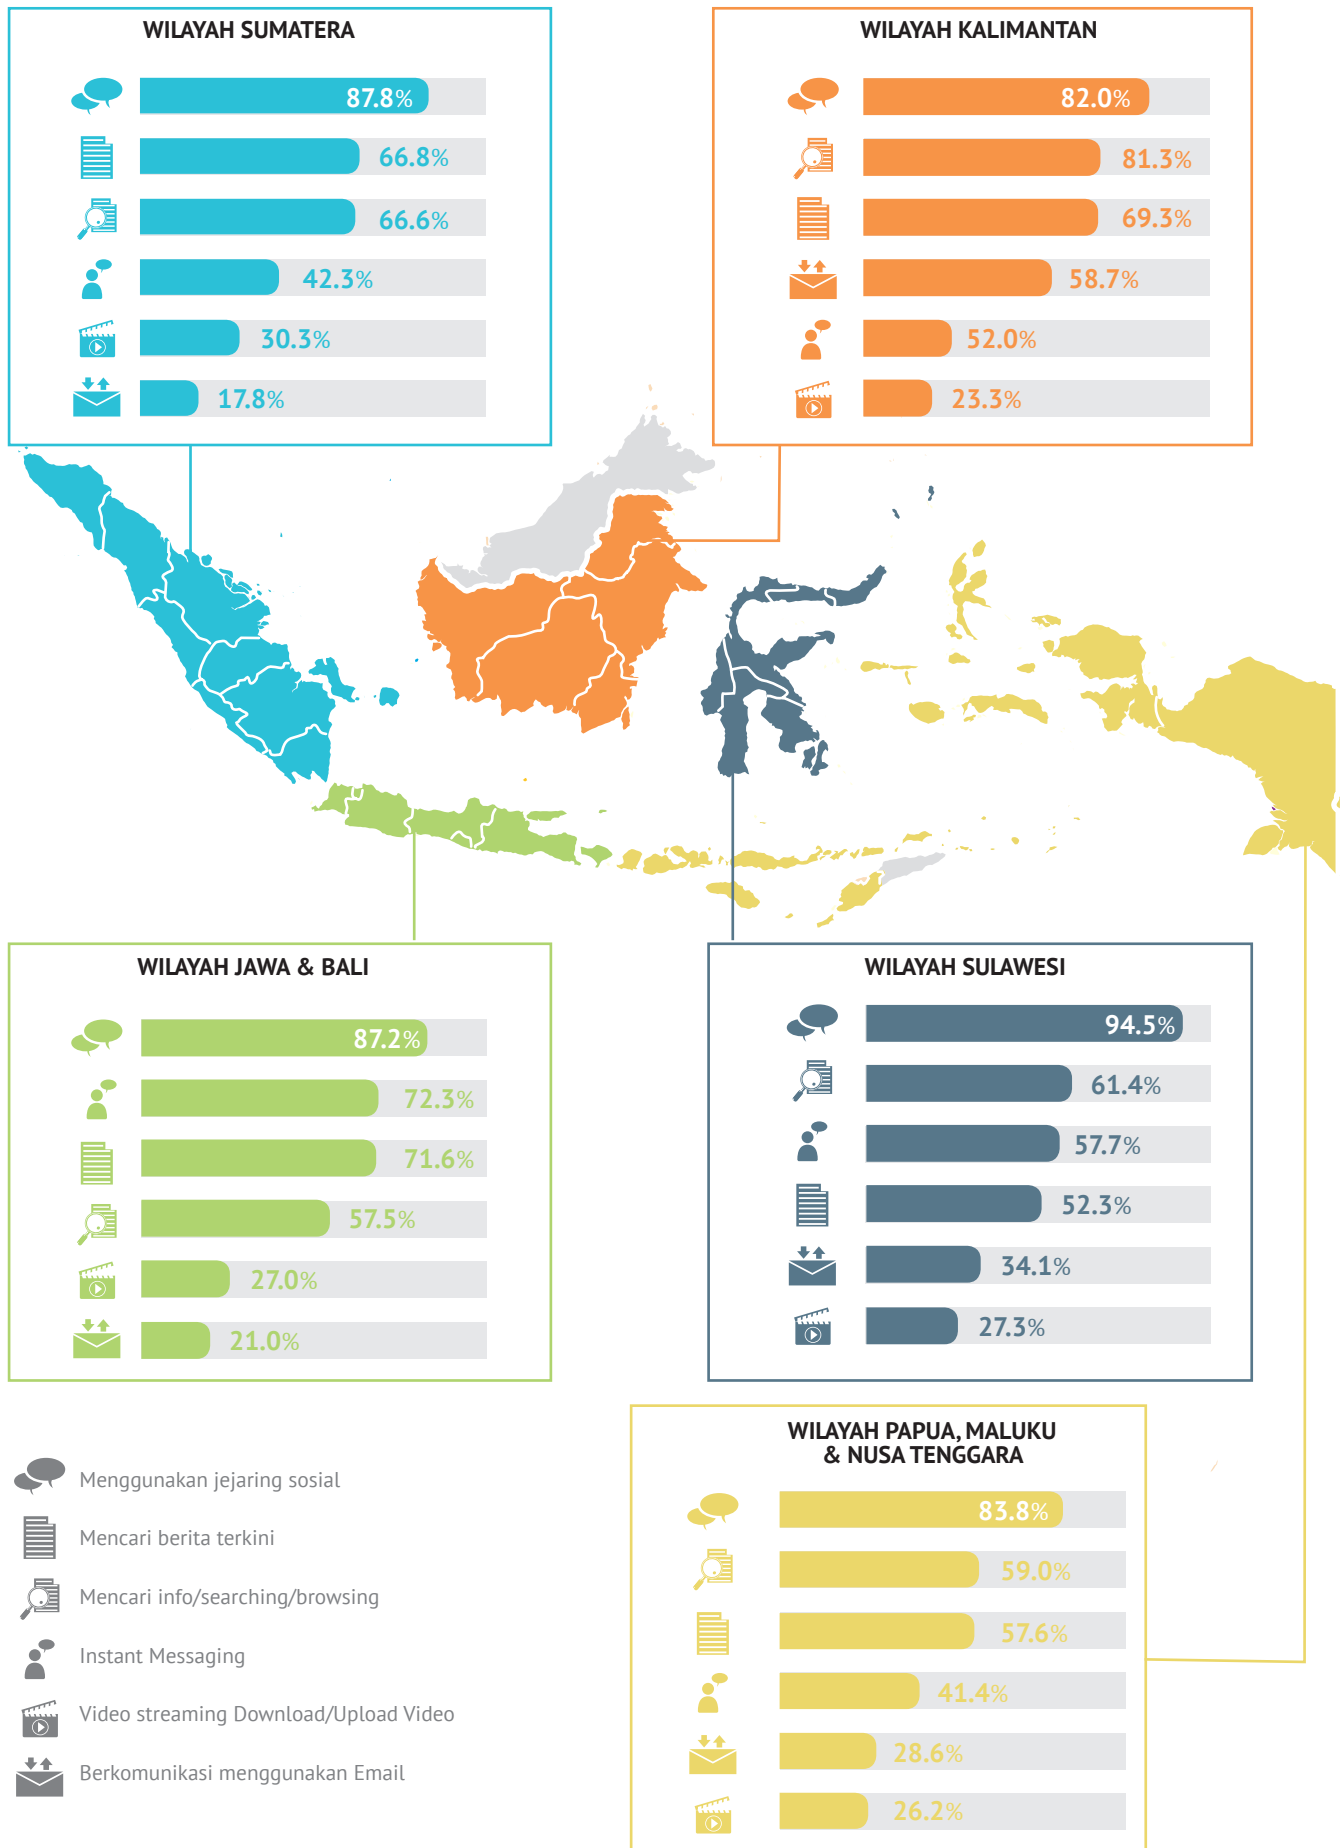 WILAYAH SUMATERA
87.8%
66.8%
66.6%
42.3%
30.3%
17.8%
WILAYAH KALIMANTAN
82.0%
81.3%
69.3%
58.7%
52.0%
23.3%
WILAYAH JAWA & BALI
87.2%
72.3%
71.6%
57.5%
27.0%
21.0%
WILAYAH SULAWESI
94.5%
61.4%
57.7%
52.3%
34.1%
27.3%
Menggunakan jejaring sosial
Mencari berita terkini
Mencari info/searching/browsing
Instant Messaging
Video streaming Download/Upload Video
Berkomunikasi menggunakan Email
WILAYAH PAPUA, MALUKU
& NUSA TENGGARA
83.8%
59.0%
57.6%
41.4%
28.6%
26.2%